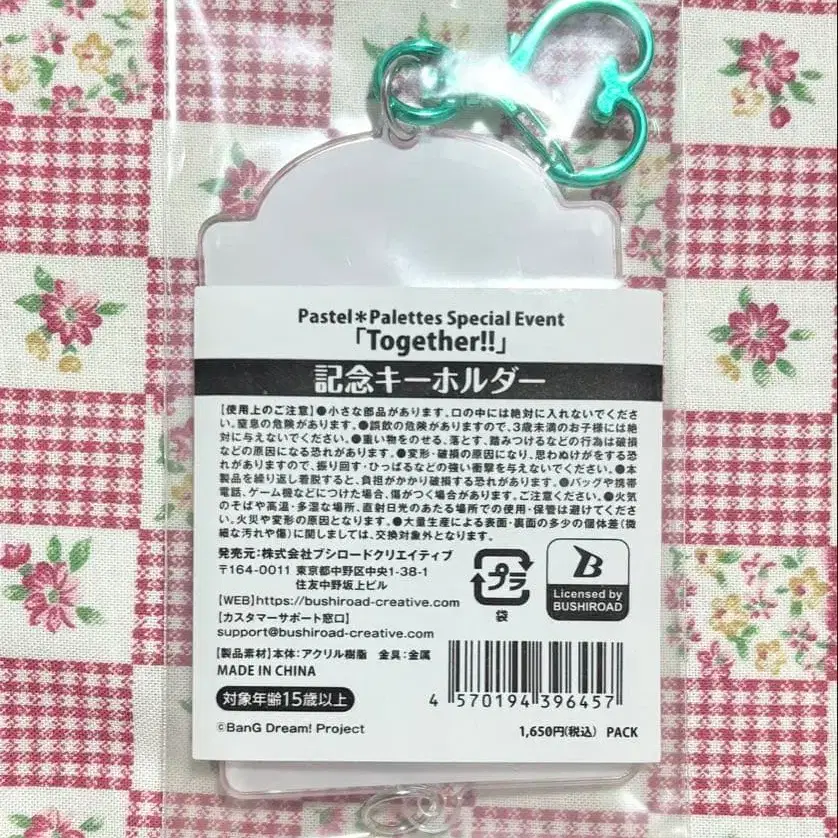 Pastel＊Palettes Special Event
「Together!!」
記念キーホルダー
【使用上のご注意】●小さな部品があります。口の中には絶対に入れないでくださ
い。窒息の危険があります。●誤飲の危険がありますので、3歳未満のお子様には絶
対に与えないでください。●重い物をのせる、落とす、踏みつけるなどの行為は破損
などの原因になる恐れがあります。●変形・破損の原因になり、思わぬけがをする恐
れがありますので、振り回す・ひっぱるなどの強い衝撃を与えないでください。●本
製品を繰り返し着脱すると、負担がかかり破損する恐れがあります。●バッグや携帯
電話、ゲーム機などにつけた場合、傷がつく場合があります。ご注意ください。●火気
のそばや高温・多湿な場所、直射日光のあたる場所での使用・保管は避けてくださ
い。火災や変形の原因となります。●大量生産による表面・裏面の多少の個体差（微
細な汚れや傷）に関しましては、交換対象外となります。
発売元：株式会社ブシロードクリエイティブ
〒164-0011 東京都中野区中央1-38-1
住友中野坂上ビル
【WEB】https://bushiroad-creative.com
【カスタマーサポート窓口】
support@bushiroad-creative.com
プラ
袋
B
Licensed by
BUSHIROAD
【製品素材】本体：アクリル樹脂 金具：金属
MADE IN CHINA
対象年齢15歳以上
4 570194 396457
©BanG Dream! Project
1,650円(税込) PACK